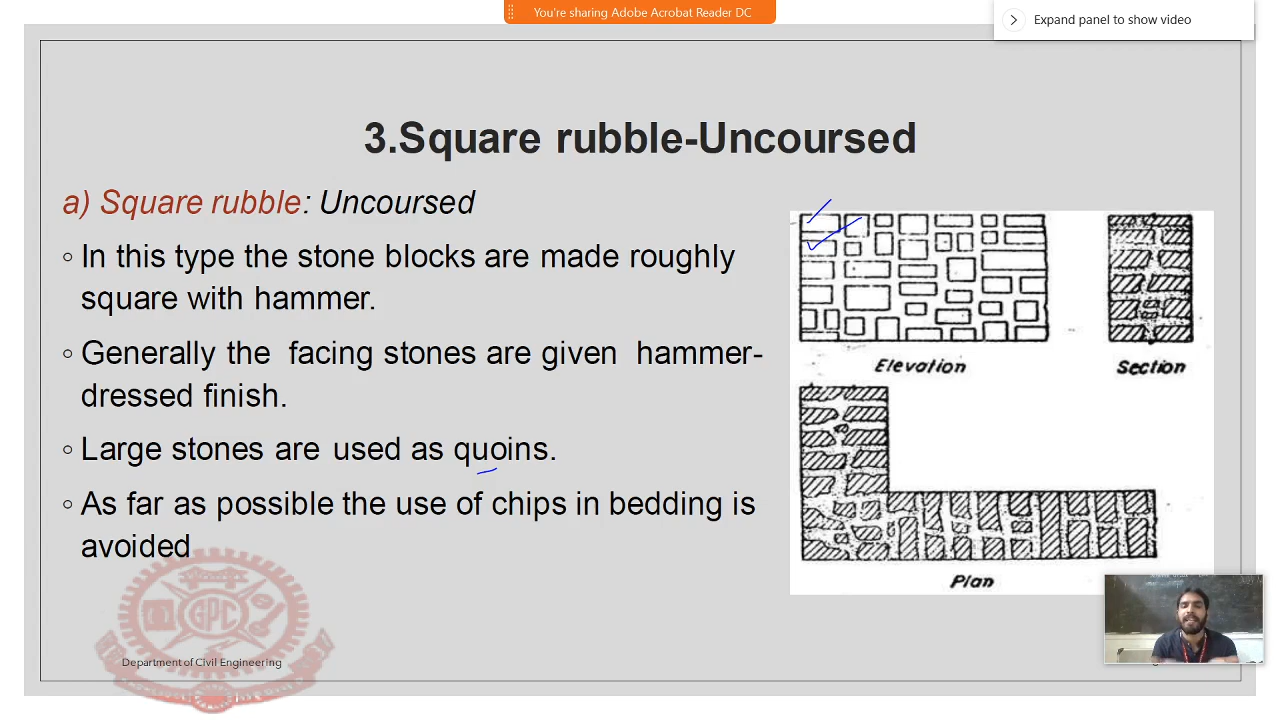 You're sharing Adobe Acrobat Reader DC
Expand panel to show video
3.Square rubble-Uncoursed
a) Square rubble: Uncoursed
◦ In this type the stone blocks are made roughly
square with hammer.
◦ Generally the facing stones are given hammer-
dressed finish.
◦ Large stones are used as quoins.
◦ As far as possible the use of chips in bedding is
avoided
Elevation
Section
Plan
GPC
Department of Civil Engineering